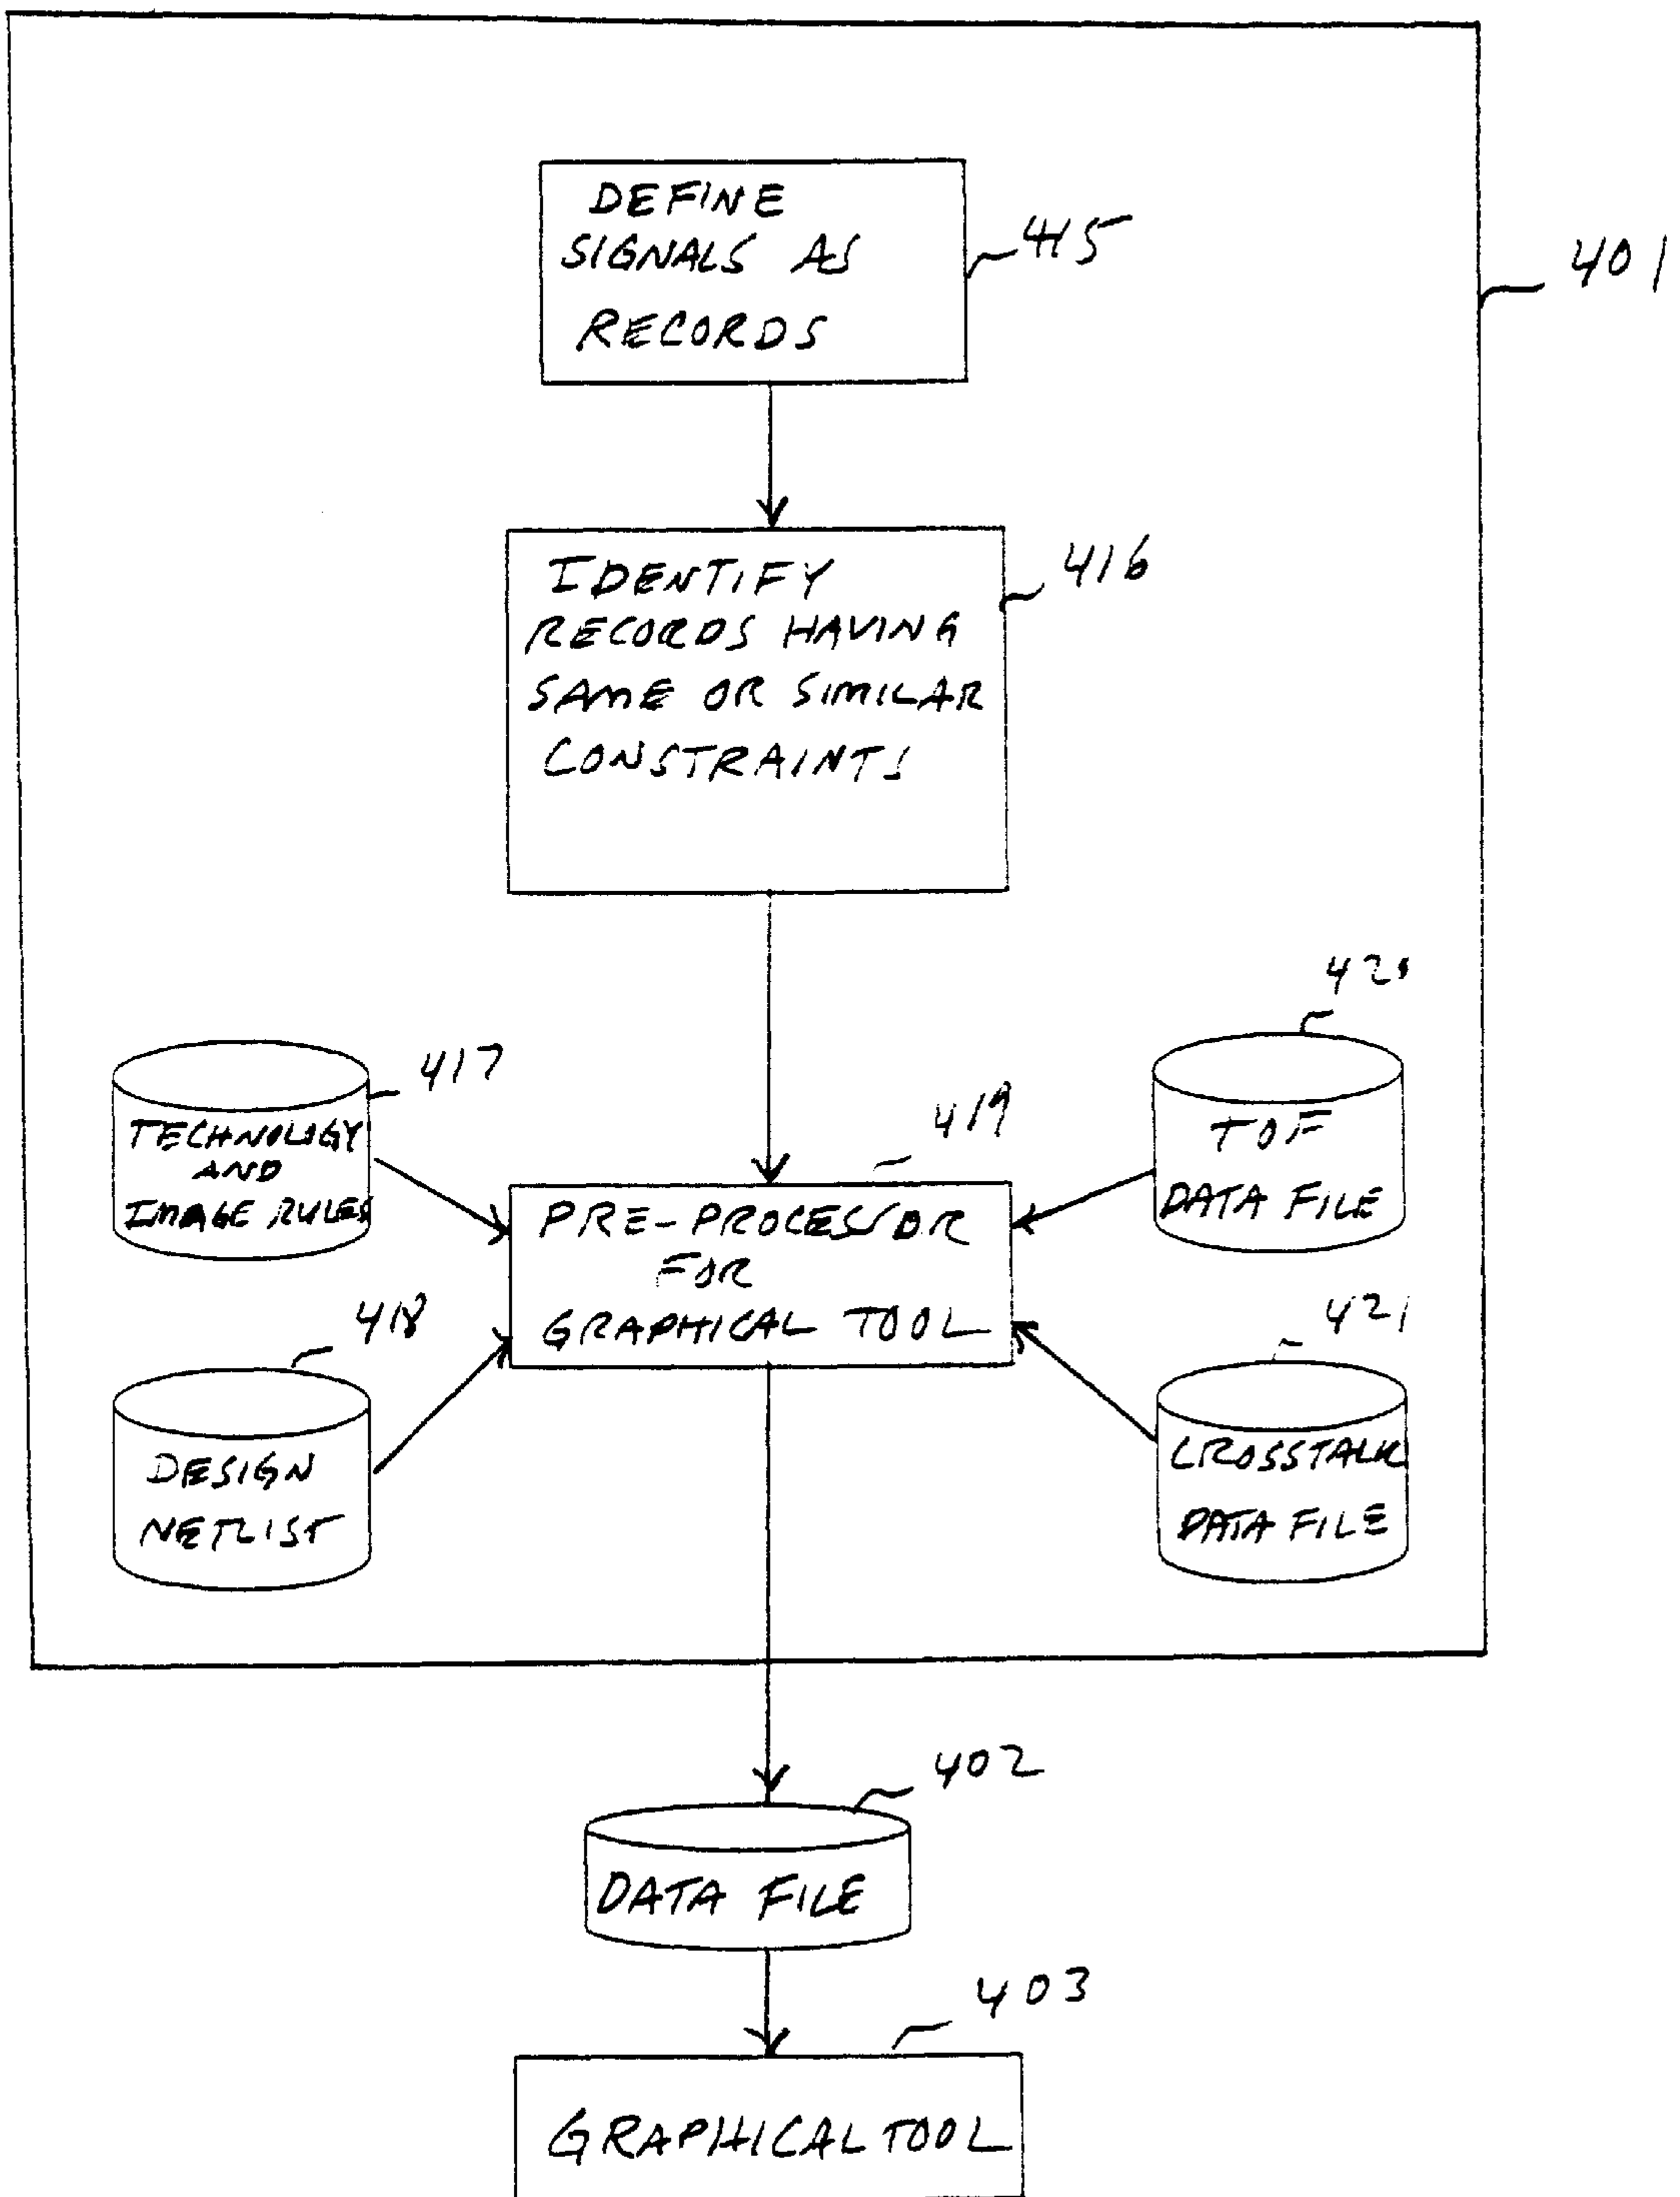 DEFINE
SIGNALS AS
RECORDS
415
401
IDENTIFY
RECORDS HAVING
SAME OR SIMILAR
CONSTRAINTS
416
417
TECHNOLOGY
AND
IMAGE RULES
418
DESIGN
NETLIST
419
PRE-PROCESSOR
FOR
GRAPHICAL TOOL
420
TOF
DATA FILE
421
CROSSTALK
DATA FILE
402
DATA FILE
403
GRAPHICAL TOOL